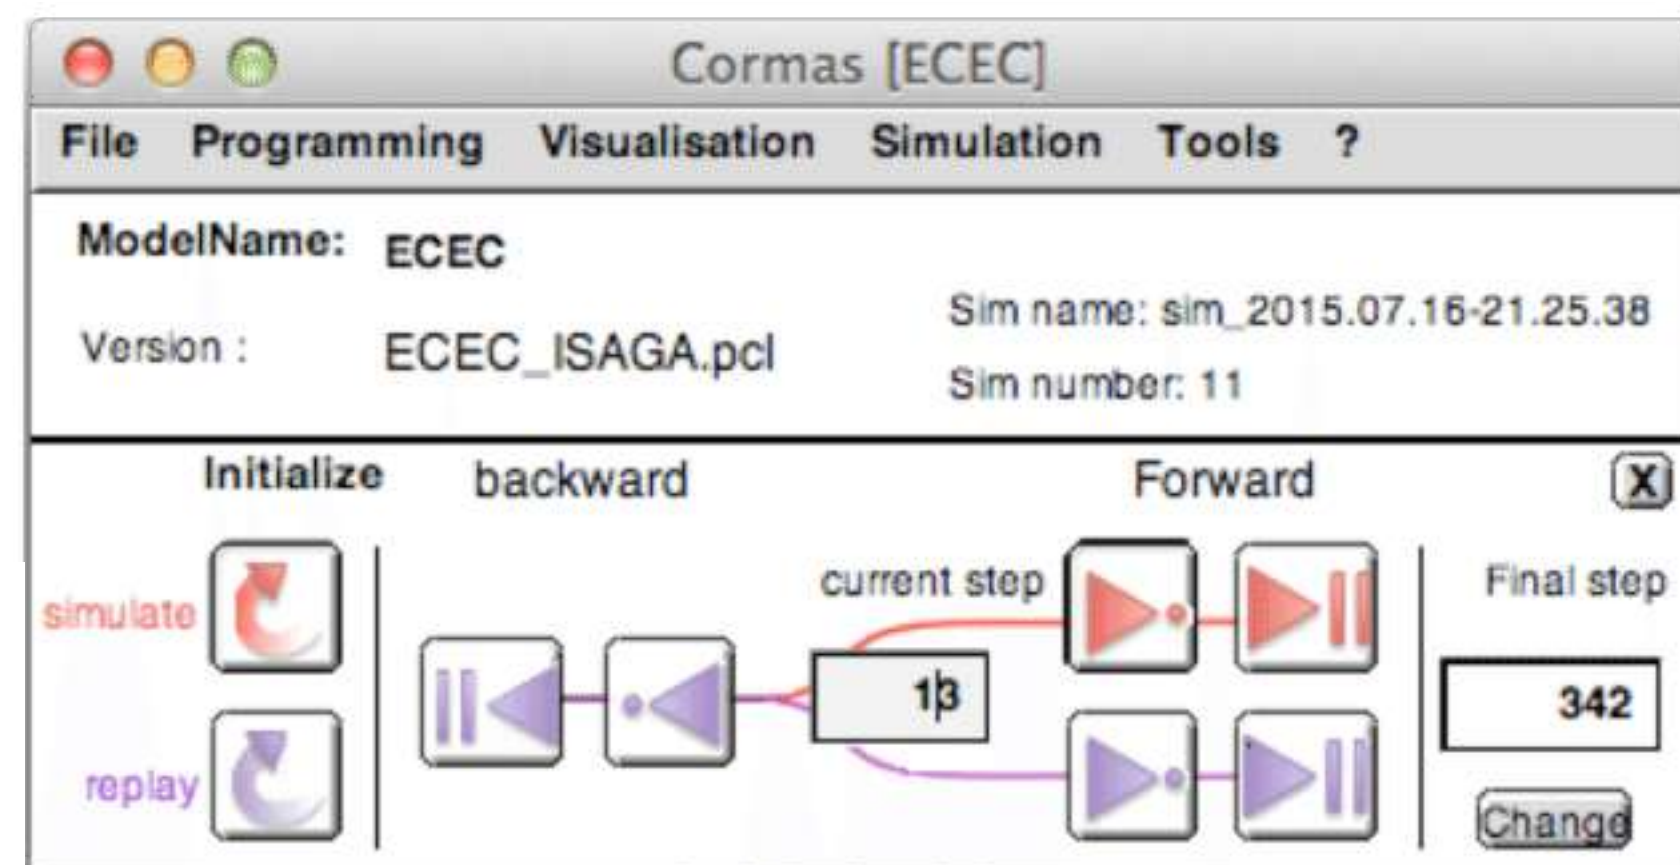 Cormas [ECEC]
File Programming Visualisation Simulation Tools ?
ModelName: ECEC
Version : ECEC_ISAGA.pcl
Sim name: sim_2015.07.16-21.25.38
Sim number: 11
Initialize backward Forward X
simulate current step Final step
13 342
replay
Change